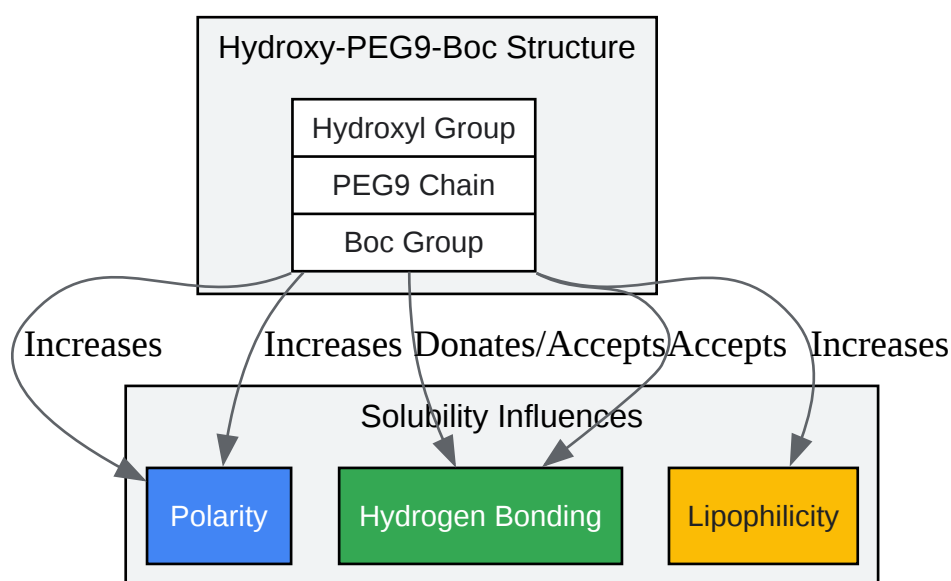 Hydroxy-PEG9-Boc Structure
Hydroxyl Group
PEG9 Chain
Boc Group
Increases Increases Donates/Accepts Accepts Increases
Solubility Influences
Polarity Hydrogen Bonding Lipophilicity